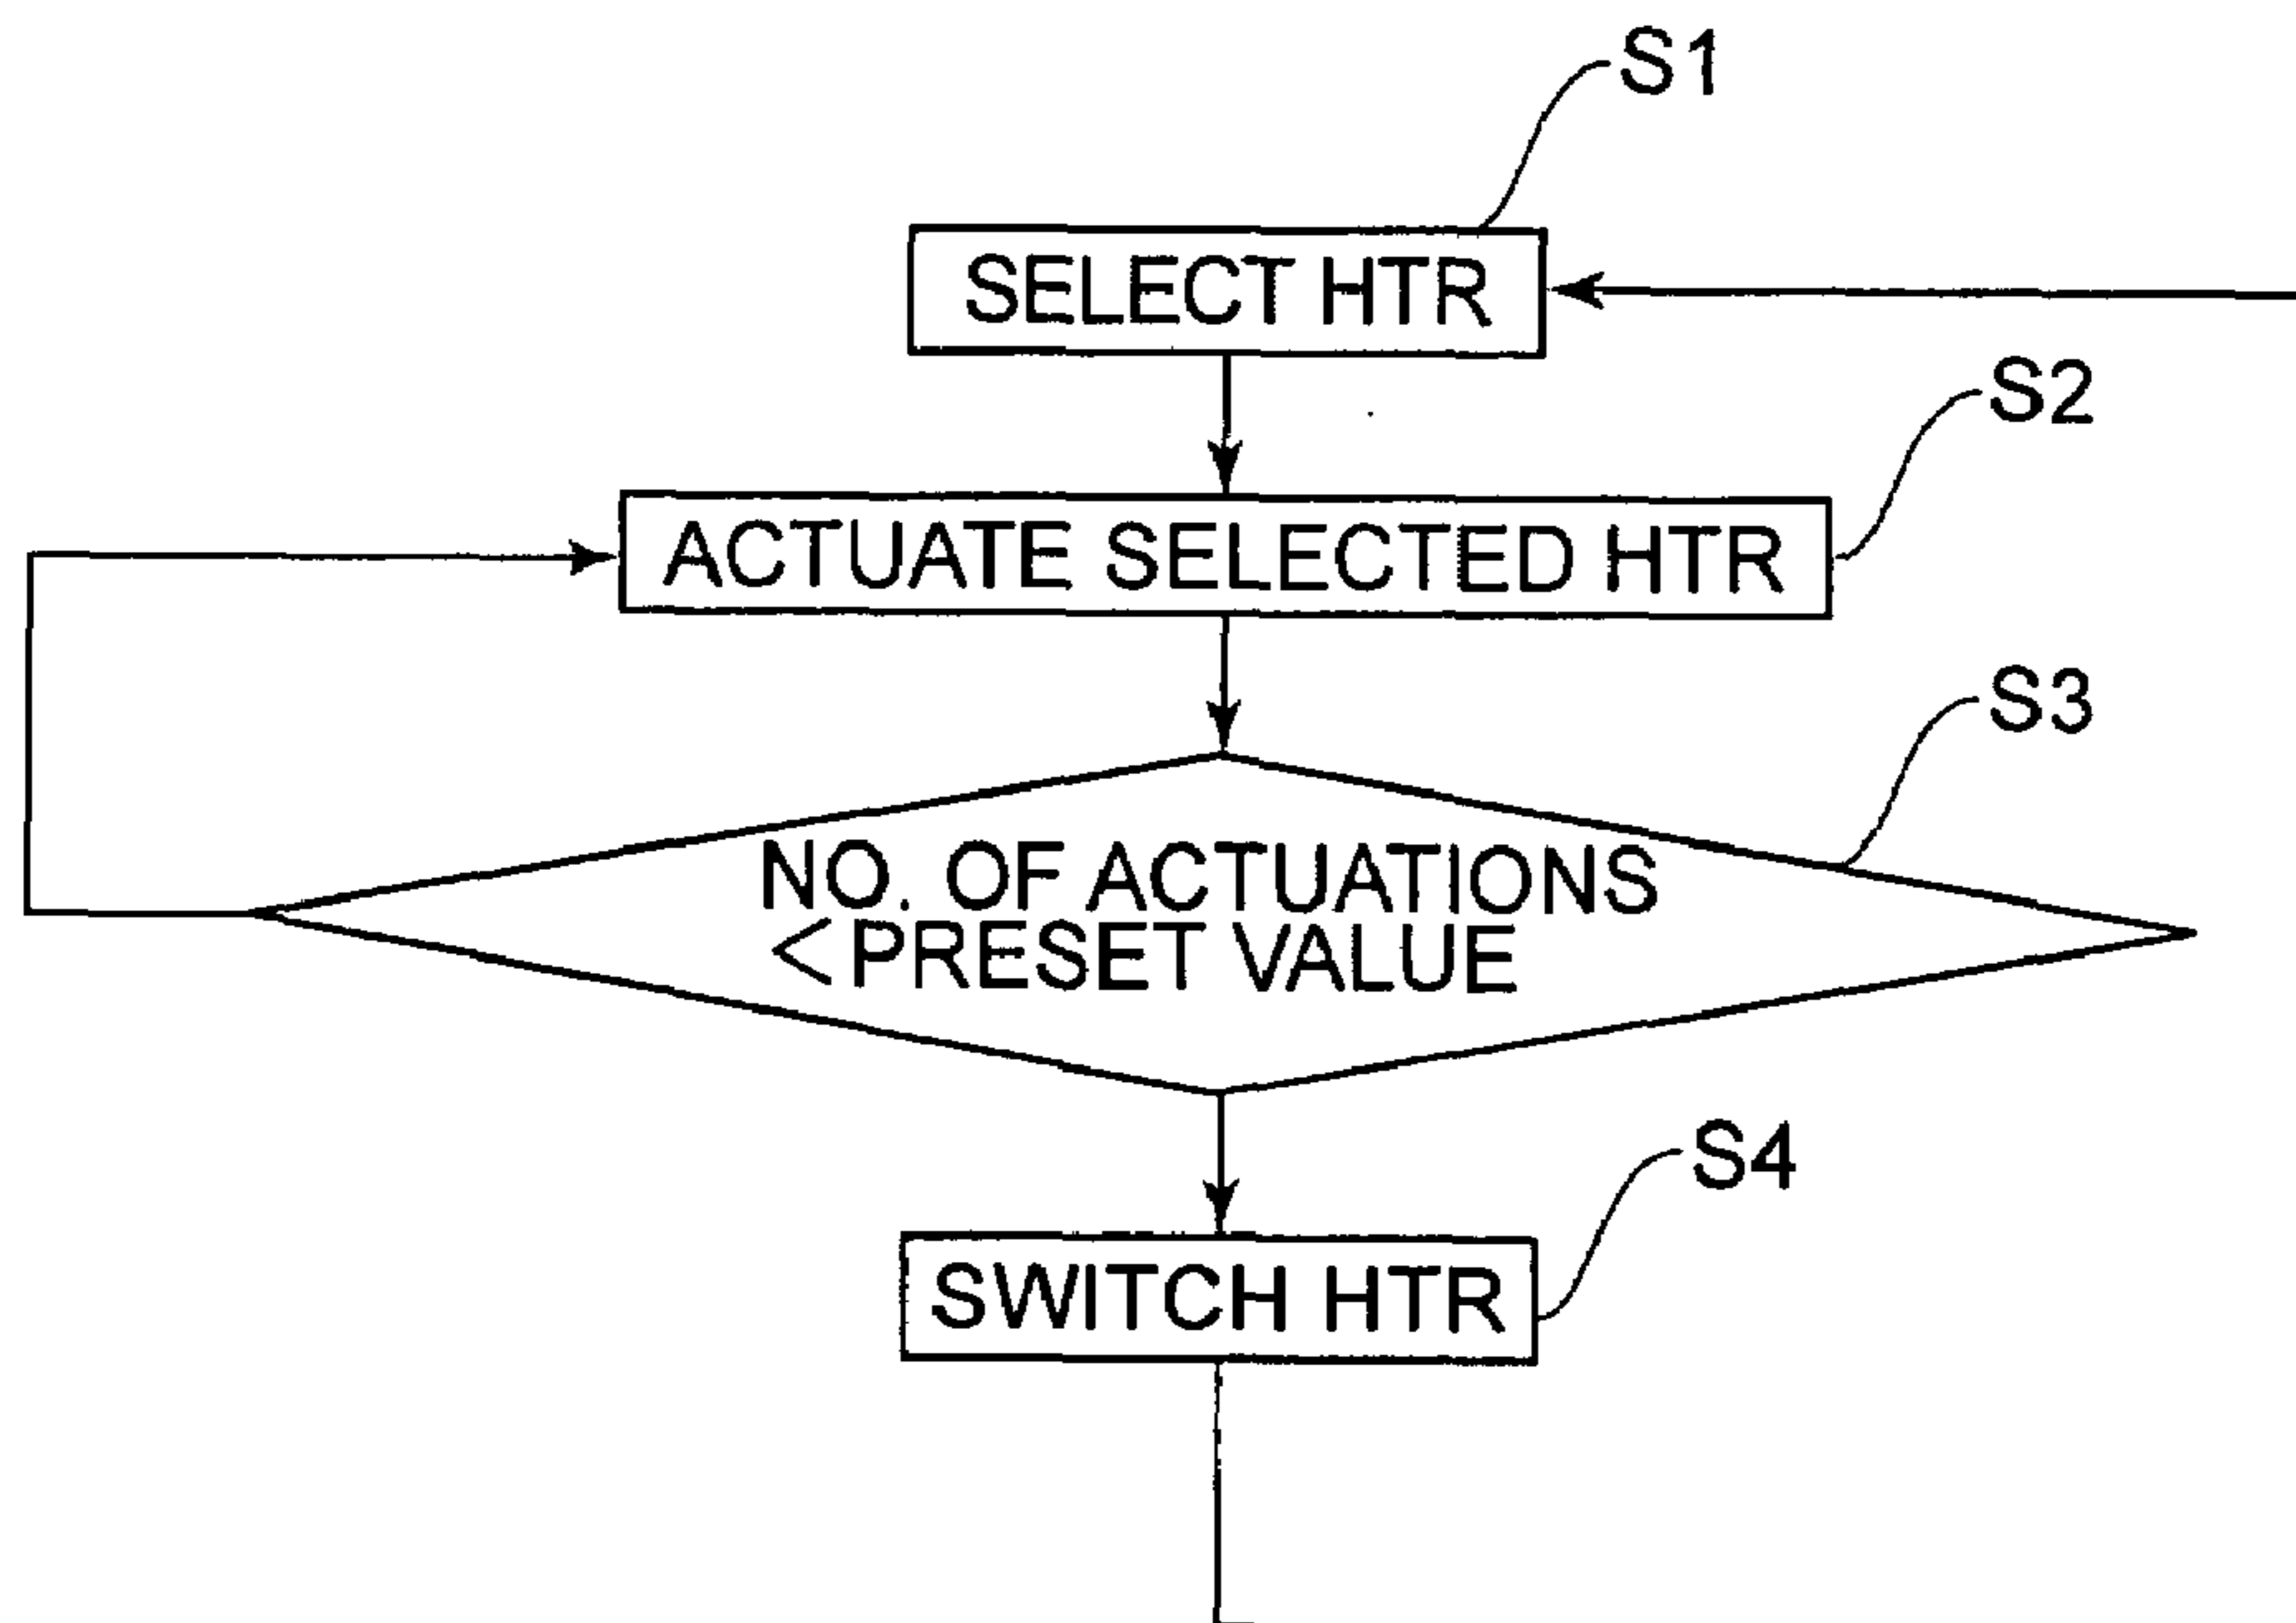 S1
SELECT HTR
S2
ACTUATE SELECTED HTR
S3
NO. OF ACTUATIONS
< PRESET VALUE
S4
SWITCH HTR